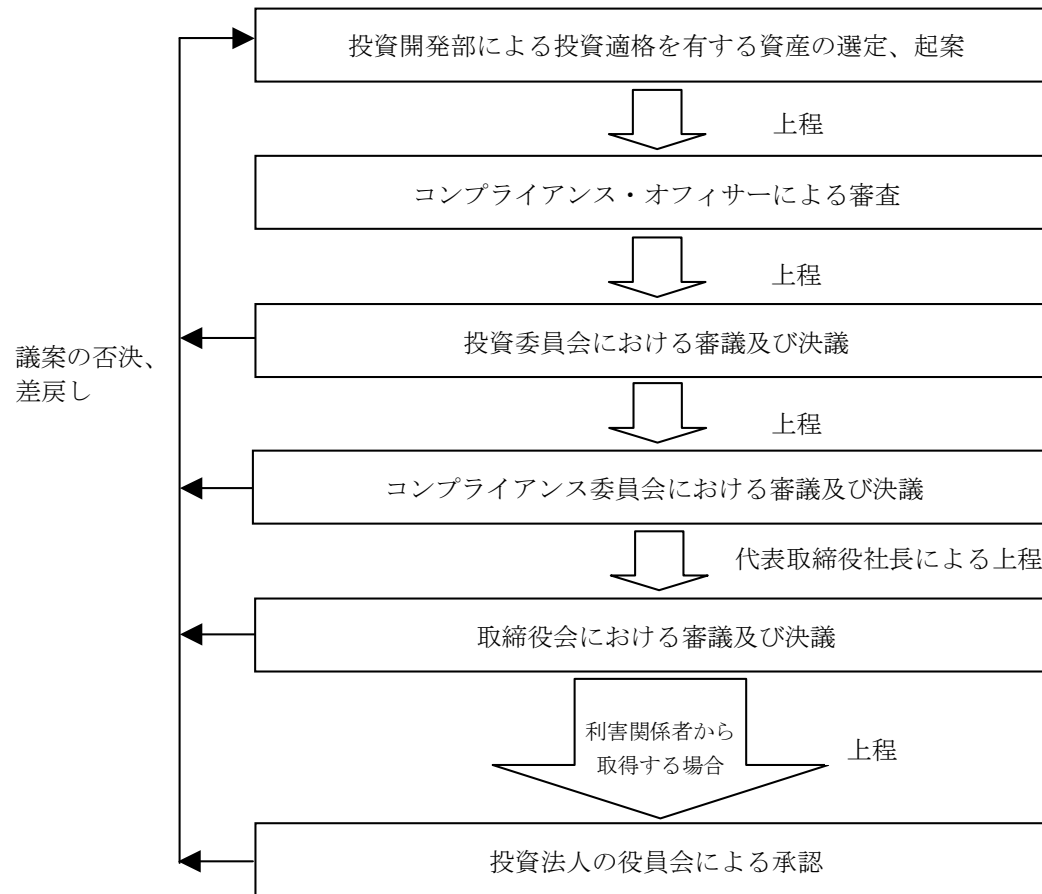 投資開発部による投資適格を有する資産の選定、起案
上程
コンプライアンス・オフィサーによる審査
上程
投資委員会における審議及び決議
議案の否決、
差戻し
上程
コンプライアンス委員会における審議及び決議
代表取締役社長による上程
取締役会における審議及び決議
利害関係者から
取得する場合
上程
投資法人の役員会による承認